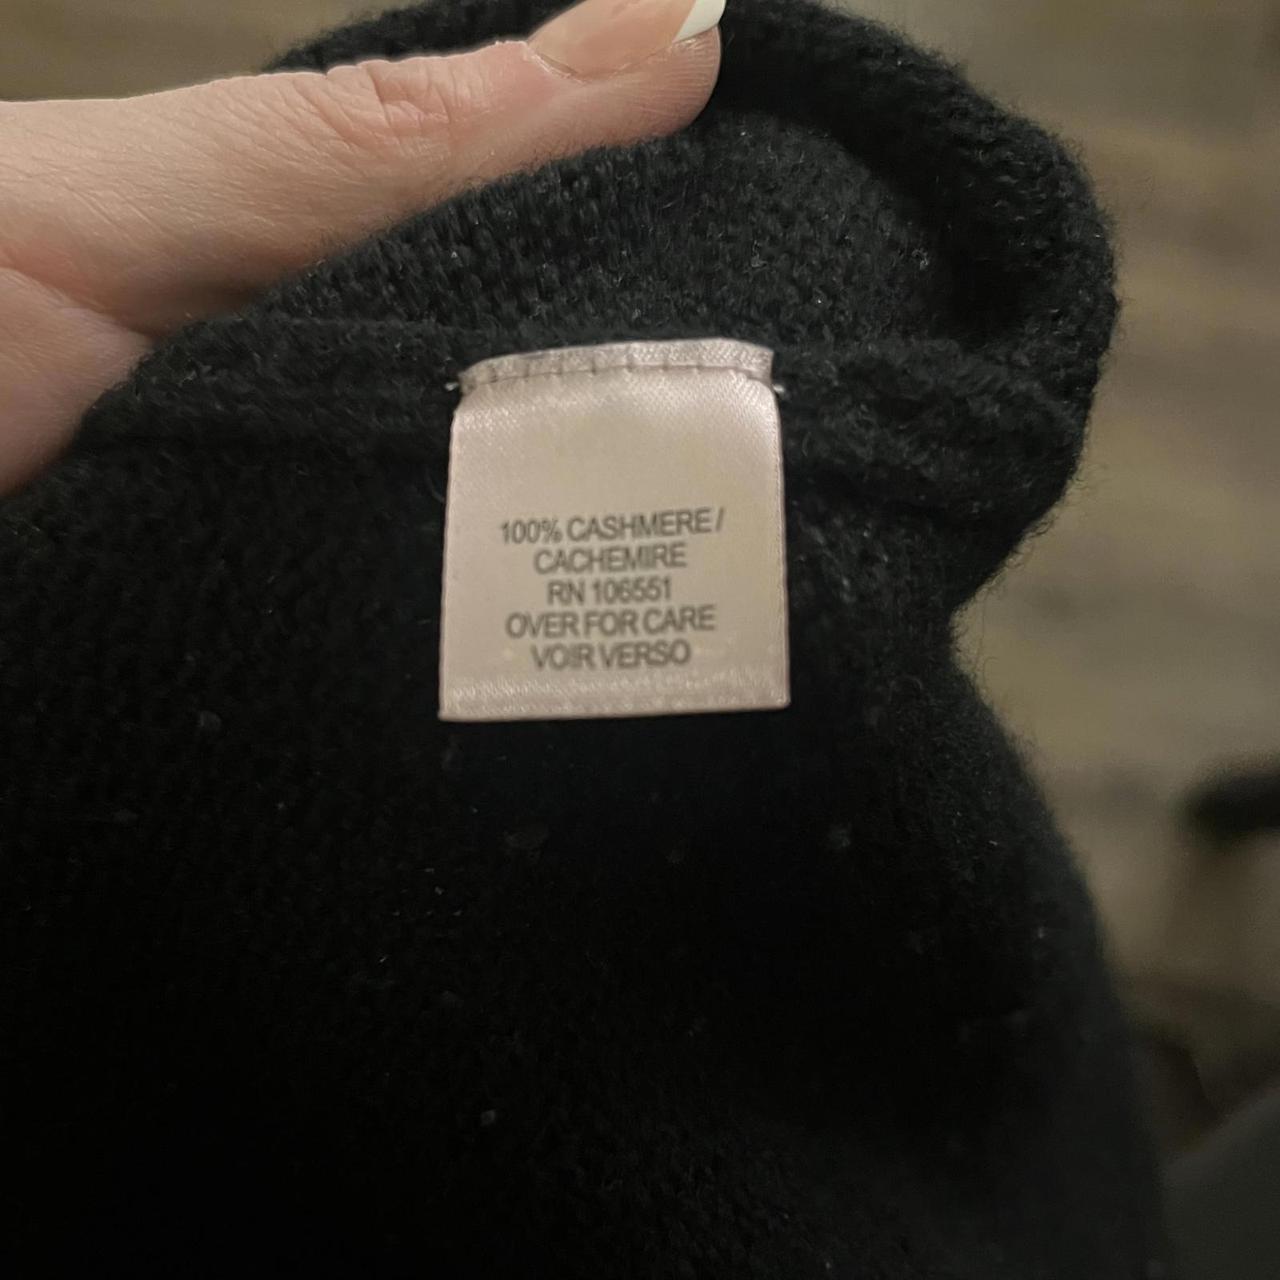 100% CASHMERE /
CACHEMIRE
RN 106551
OVER FOR CARE
VOIR VERSO